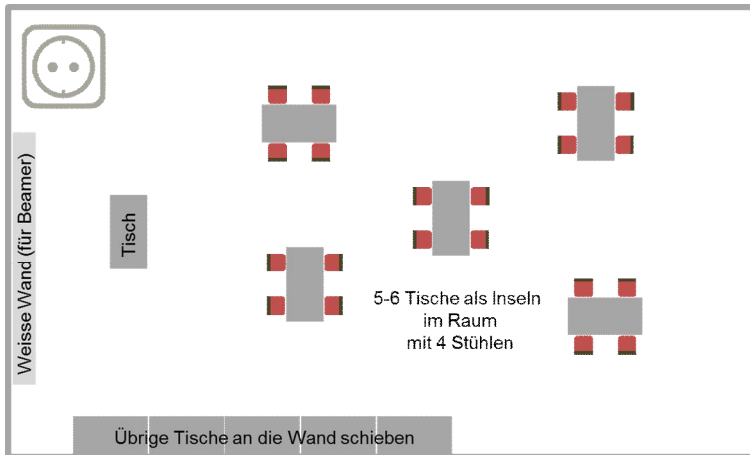 Weisse Wand (für Beamer)
Tisch
5-6 Tische als Inseln
im Raum
mit 4 Stühlen
Übrige Tische an die Wand schieben